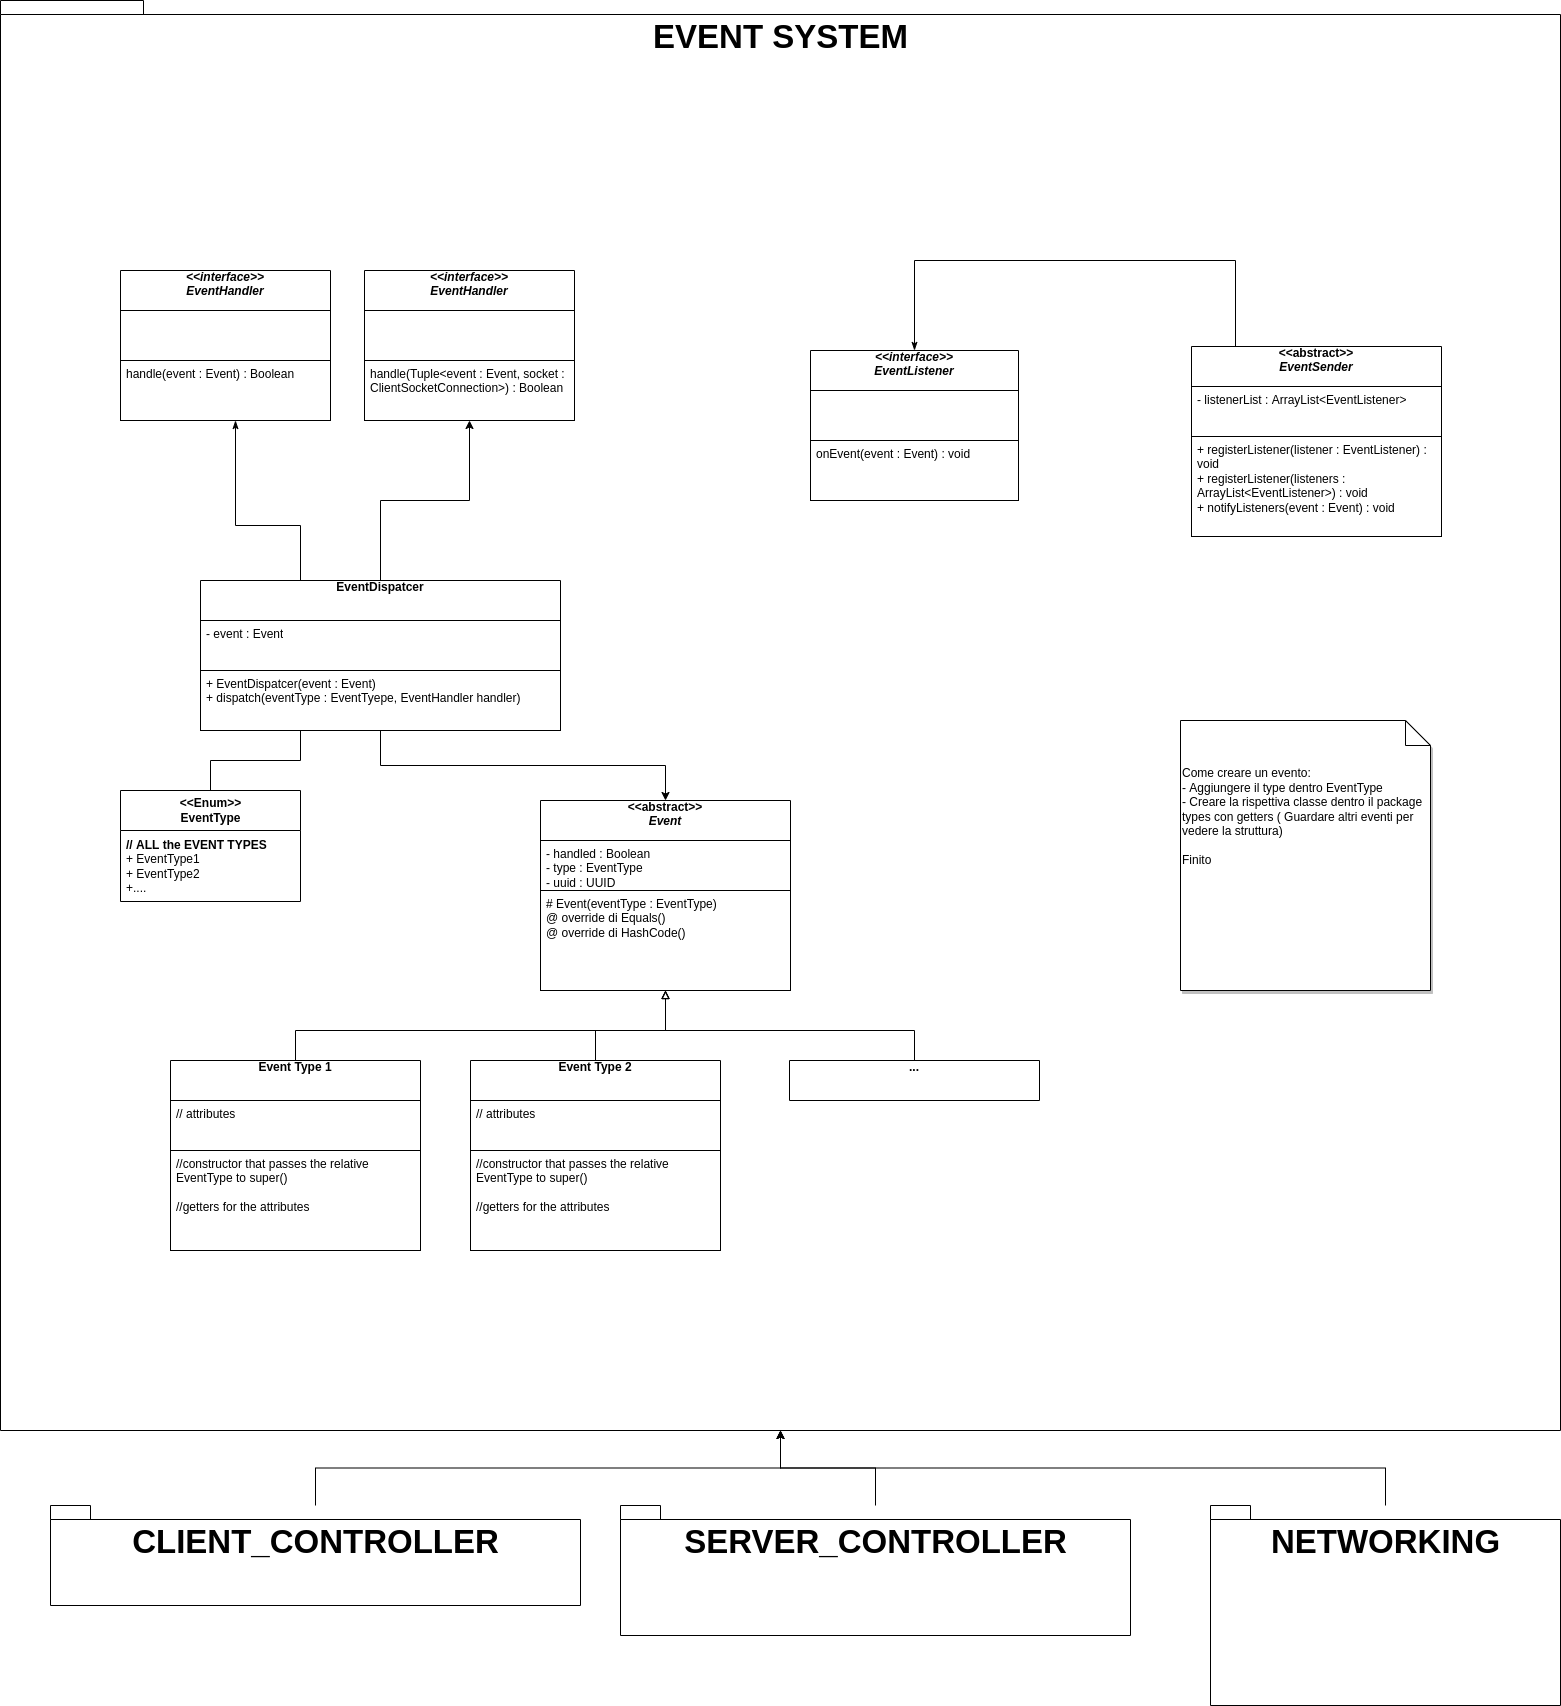 EVENT SYSTEM
<<interface>>
EventHandler
handle(event : Event) : Boolean
<<interface>>
EventHandler
handle(Tuple<event : Event, socket :
ClientSocketConnection>) : Boolean
<<interface>>
EventListener
onEvent(event : Event) : void
<<abstract>>
EventSender
- listenerList : ArrayList<EventListener>
+ registerListener(listener : EventListener) :
void
+ registerListener(listeners :
ArrayList<EventListener>) : void
+ notifyListeners(event : Event) : void
EventDispatcer
- event : Event
+ EventDispatcer(event : Event)
+ dispatch(eventType : EventTyepe, EventHandler handler)
<<Enum>>
EventType
// ALL the EVENT TYPES
+ EventType1
+ EventType2
+....
<<abstract>>
Event
- handled : Boolean
- type : EventType
- uuid : UUID
# Event(eventType : EventType)
@ override di Equals()
@ override di HashCode()
Come creare un evento:
- Aggiungere il type dentro EventType
- Creare la rispettiva classe dentro il package
types con getters ( Guardare altri eventi per
vedere la struttura)
Finito
Event Type 1
// attributes
//constructor that passes the relative
EventType to super()
//getters for the attributes
Event Type 2
// attributes
//constructor that passes the relative
EventType to super()
//getters for the attributes
...
CLIENT_CONTROLLER
SERVER_CONTROLLER
NETWORKING